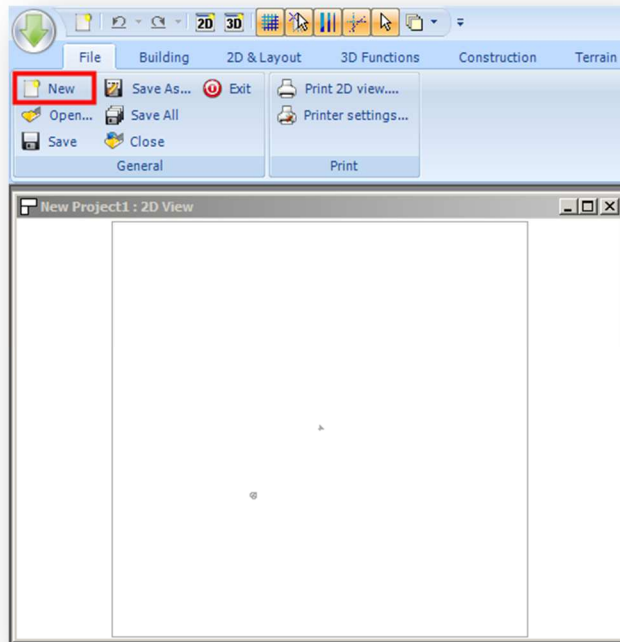 2D 3D
File Building 2D & Layout 3D Functions Construction Terrain
New Save As... Exit Print 2D view....
Open... Save All Printer settings...
Save Close
General Print
New Project1 : 2D View